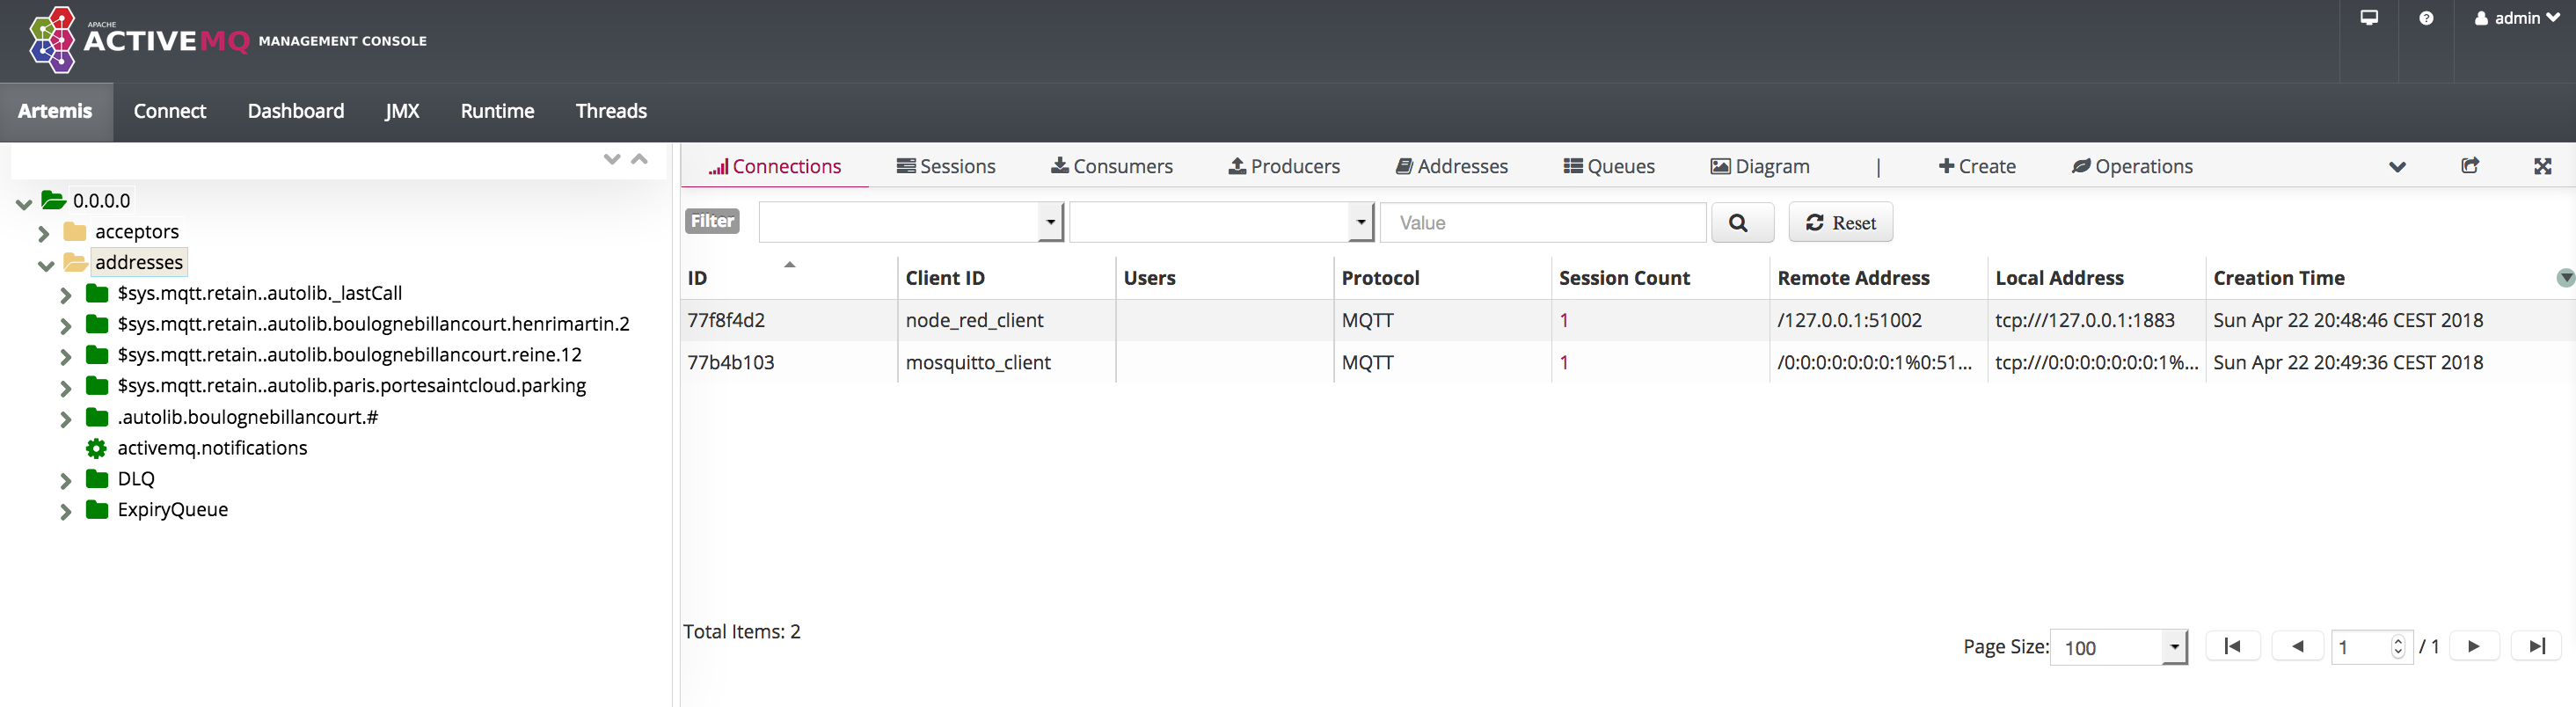 APACHE
ACTIVEMQ MANAGEMENT CONSOLE
admin
Artemis Connect Dashboard JMX Runtime Threads
0.0.0.0
acceptors
addresses
$sys.mqtt.retain..autolib._lastCall
$sys.mqtt.retain..autolib.boulognebillancourt.henrimartin.2
$sys.mqtt.retain..autolib.boulognebillancourt.reine.12
$sys.mqtt.retain..autolib.paris.portesaintcloud.parking
.autolib.boulognebillancourt.#
activemq.notifications
DLQ
ExpiryQueue
Connections Sessions Consumers Producers Addresses Queues Diagram | Create Operations
Filter Value Reset
ID Client ID Users Protocol Session Count Remote Address Local Address Creation Time
77f8f4d2 node_red_client MQTT 1 /127.0.0.1:51002 tcp:///127.0.0.1:1883 Sun Apr 22 20:48:46 CEST 2018
77b4b103 mosquitto_client MQTT 1 /0:0:0:0:0:0:0:1%0:51... tcp:///0:0:0:0:0:0:0:1%... Sun Apr 22 20:49:36 CEST 2018
Total Items: 2
Page Size: 100 1 / 1